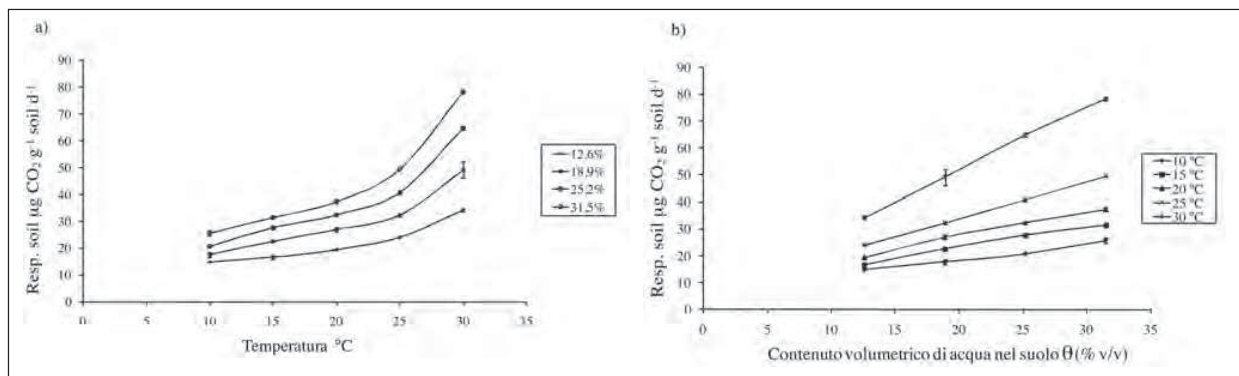 a)
Resp. soil µg CO₂ g⁻¹ soil d⁻¹
90
80
70
60
50
40
30
20
10
0
0 5 10 15 20 25 30 35
Temperatura °C
12.6%
18.9%
25.2%
31.5%
b)
Resp. soil µg CO₂ g⁻¹ soil d⁻¹
90
80
70
60
50
40
30
20
10
0
0 5 10 15 20 25 30 35
Contenuto volumetrico di acqua nel suolo θ (% v/v)
10 °C
15 °C
20 °C
25 °C
30 °C